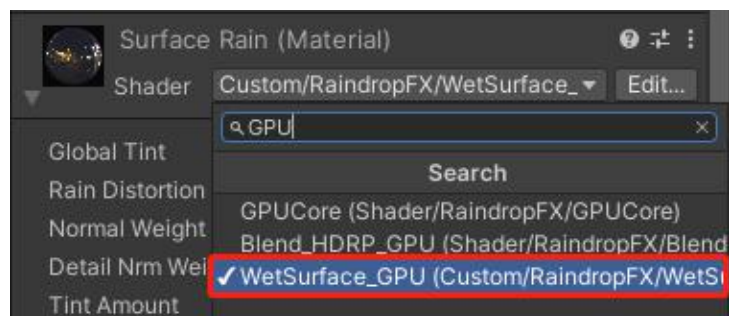 Surface Rain (Material)
Shader Custom/RaindropFX/WetSurface_ Edit...
GPU
Search
Global Tint
Rain Distortion
GPUCore (Shader/RaindropFX/GPUCore)
Normal Weight
Blend_HDRP_GPU (Shader/RaindropFX/Blend
Detail Nrm Wei
WetSurface_GPU (Custom/RaindropFX/WetSu
Tint Amount